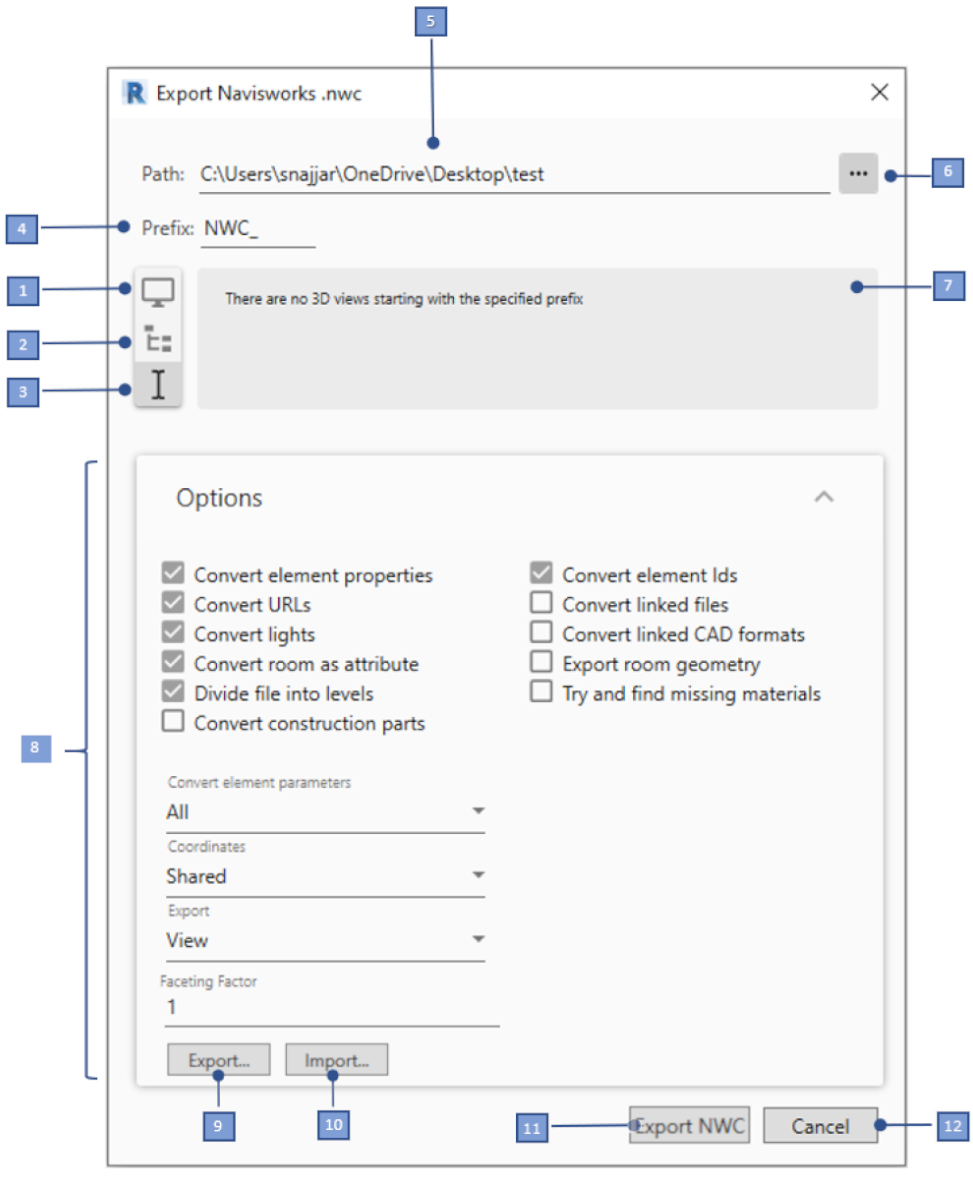 5
Export Navisworks .nwc
Path: C:\Users\snajjar\OneDrive\Desktop\test
...
6
4
Prefix: NWC_
1
There are no 3D views starting with the specified prefix
7
2
3
Options
Convert element properties
Convert URLs
Convert lights
Convert room as attribute
Divide file into levels
Convert construction parts
Convert element Ids
Convert linked files
Convert linked CAD formats
Export room geometry
Try and find missing materials
8
Convert element parameters
All
Coordinates
Shared
Export
View
Faceting Factor
1
Export... Import...
9
10
11
Export NWC
Cancel
12